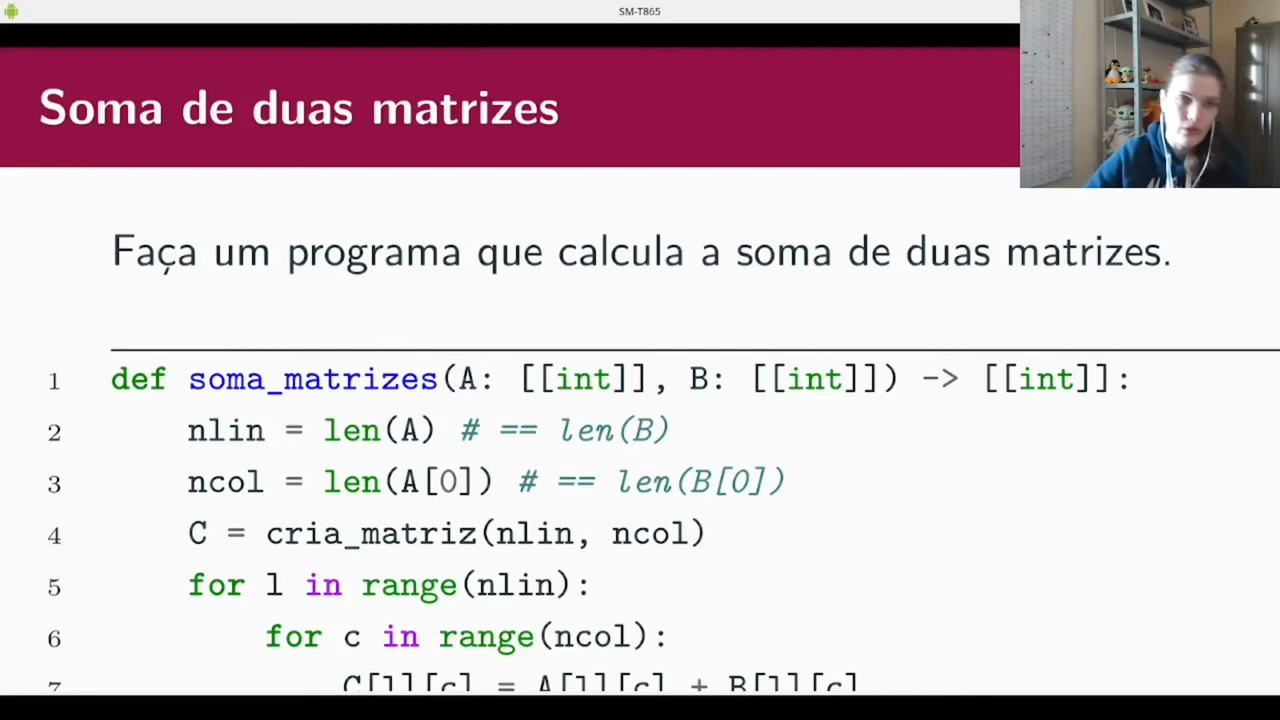 SM-T865
Soma de duas matrizes
Faça um programa que calcula a soma de duas matrizes.
1 def soma_matrizes(A: [[int]], B: [[int]]) -> [[int]]:
2 nlin = len(A) # == len(B)
3 ncol = len(A[0]) # == len(B[0])
4 C = cria_matriz(nlin, ncol)
5 for l in range(nlin):
6 for c in range(ncol):
7 C[l][c] = A[l][c] + B[l][c]